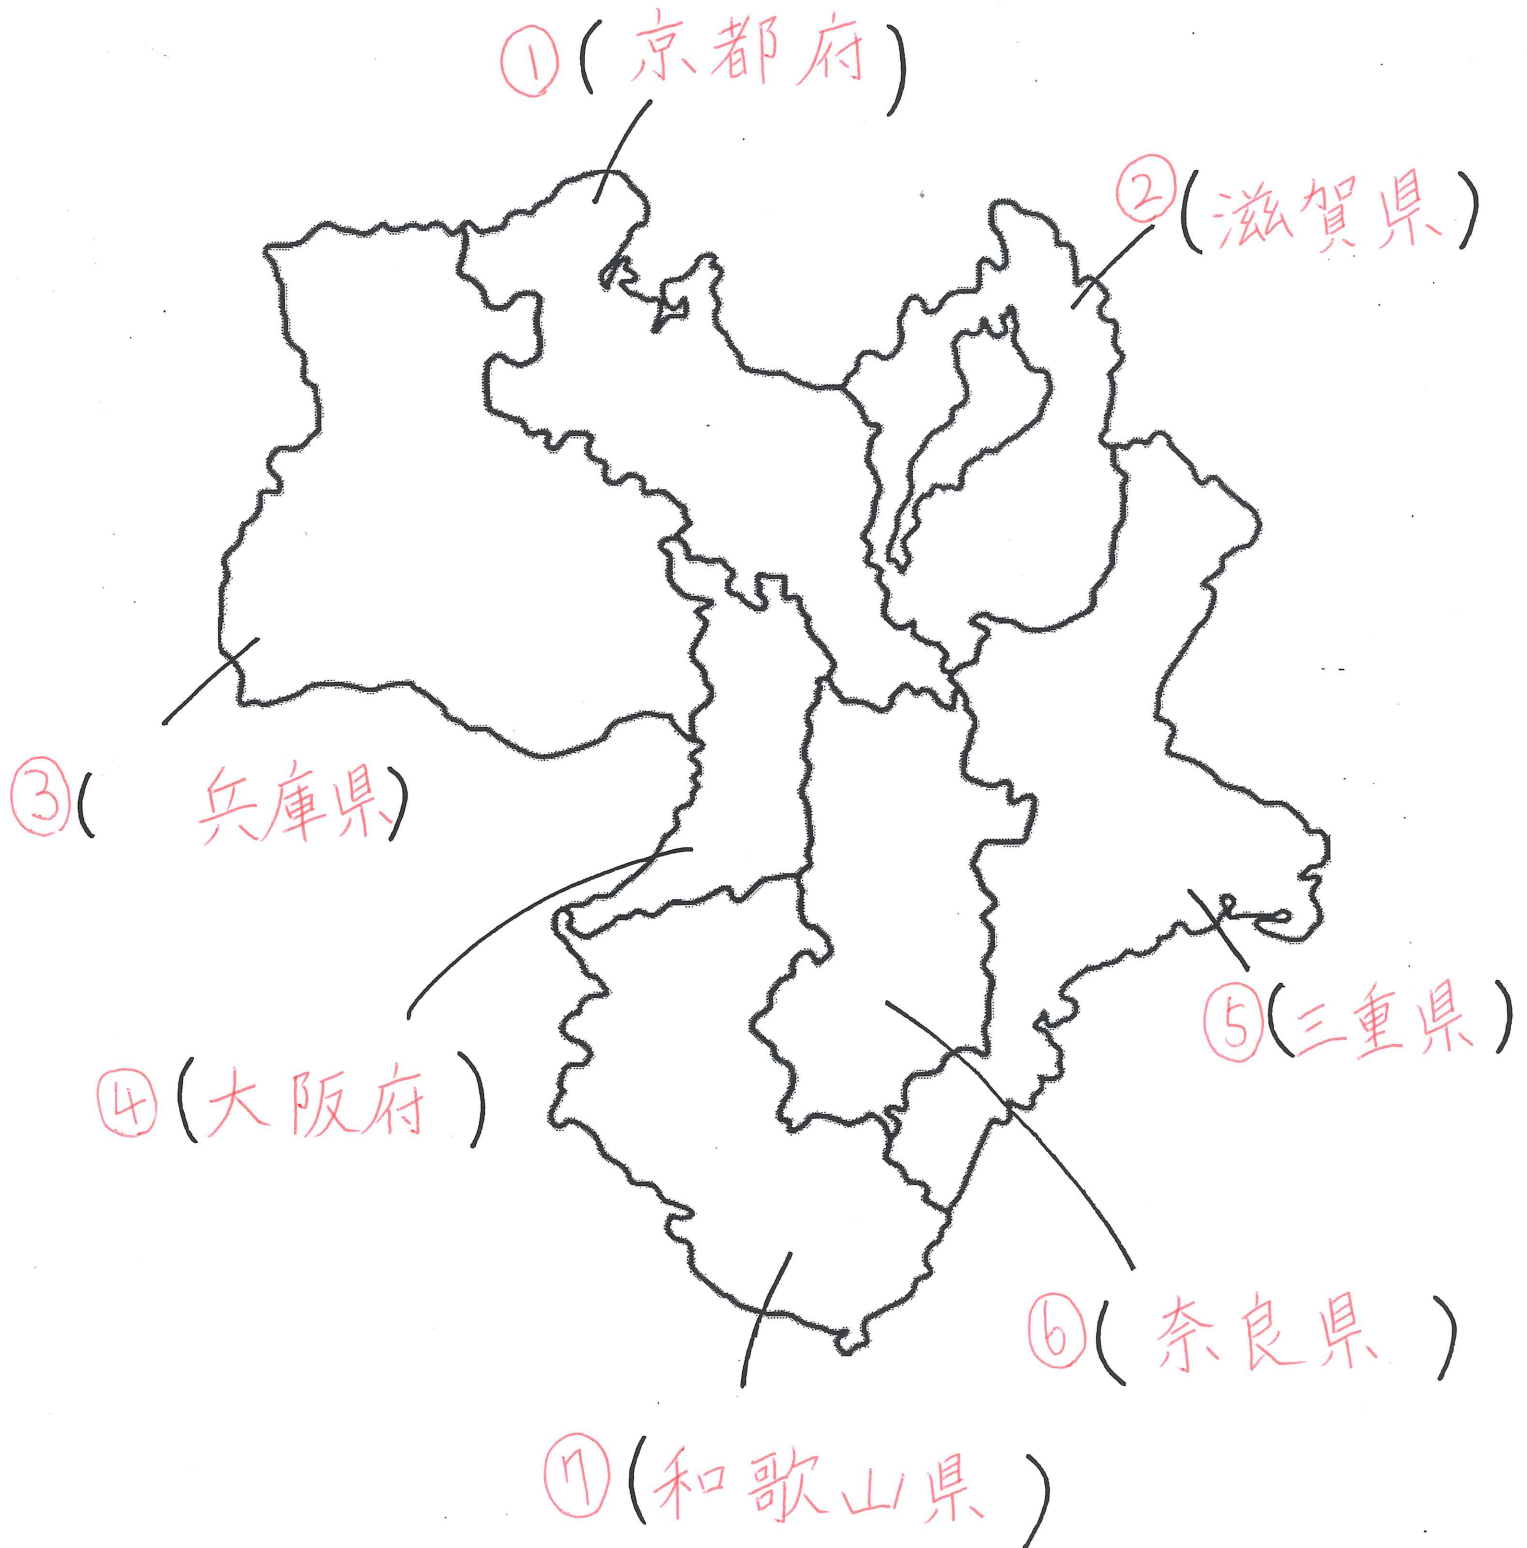 ①(京都府)
②(滋賀県)
③( 兵庫県)
④(大阪府)
⑤(三重県)
⑥(奈良県)
⑦(和歌山県)